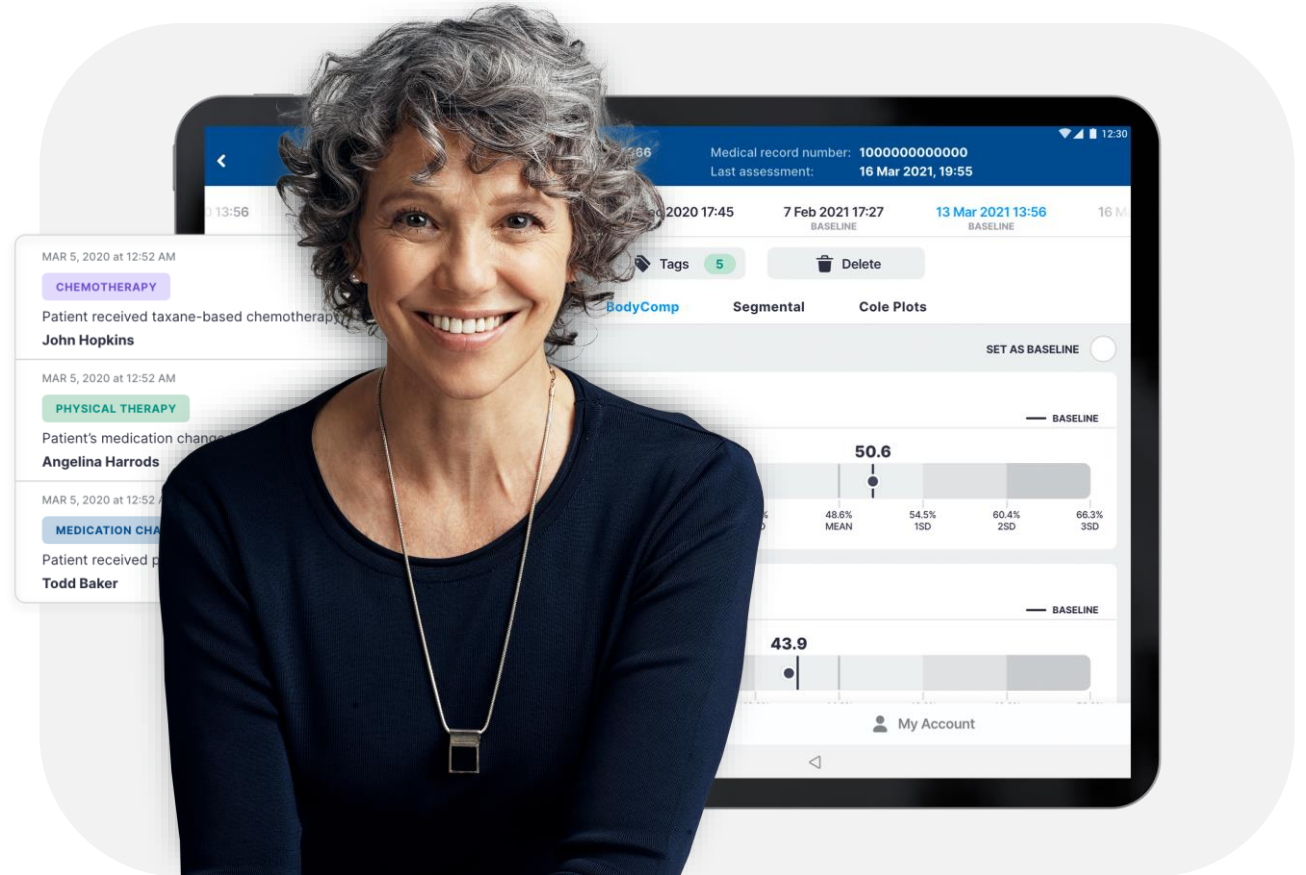 12:30
66
Medical record number: 1000000000000
Last assessment: 16 Mar 2021, 19:55
13:56
2020 17:45
7 Feb 2021 17:27
BASELINE
13 Mar 2021 13:56
BASELINE
16
Tags 5
Delete
BodyComp Segmental Cole Plots
SET AS BASELINE
BASELINE
50.6
48.6% 54.5% 60.4% 66.3%
MEAN 1SD 2SD 3SD
BASELINE
43.9
My Account
MAR 5, 2020 at 12:52 AM
CHEMOTHERAPY
Patient received taxane-based chemotherapy
John Hopkins
MAR 5, 2020 at 12:52 AM
PHYSICAL THERAPY
Patient's medication
Angelina Harrods
MAR 5, 2020 at 12:52
MEDICATION
Patient received
Todd Baker